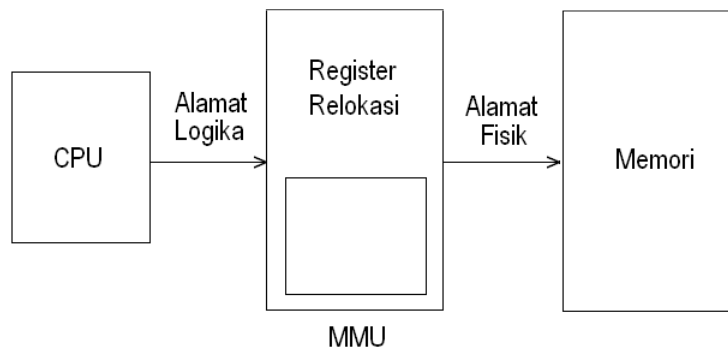 CPU
Alamat
Logika
Register
Relokasi
MMU
Alamat
Fisik
Memori